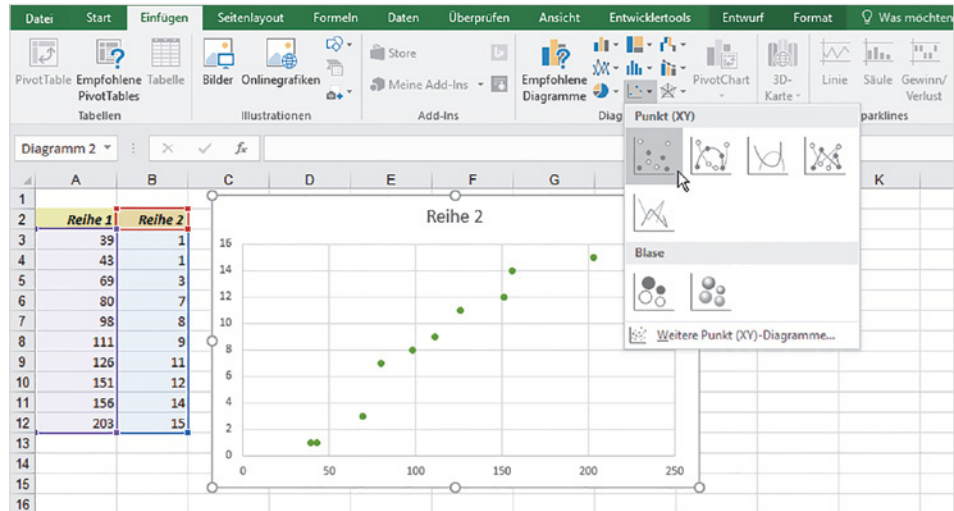 Datei Start Einfügen Seitenlayout Formeln Daten Überprüfen Ansicht Entwicklertools Entwurf Format Was möchten
PivotTable Empfohlene PivotTables Tabelle Bilder Onlinegrafiken Store Meine Add-Ins Empfohlene Diagramme PivotChart 3D-Karte Linie Säule Gewinn/Verlust
Tabellen Illustrationen Add-Ins Diag parklines
Punkt (XY)
Diagramm 2 fx
A B C D E F G K
1
2 Reihe 1 Reihe 2
3 39 1
4 43 1
5 69 3
6 80 7
7 98 8
8 111 9
9 126 11
10 151 12
11 156 14
12 203 15
13
14
15
16
Reihe 2
16
14
12
10
8
6
4
2
0
0 50 100 150 200 250
Blase
Weitere Punkt (XY)-Diagramme...